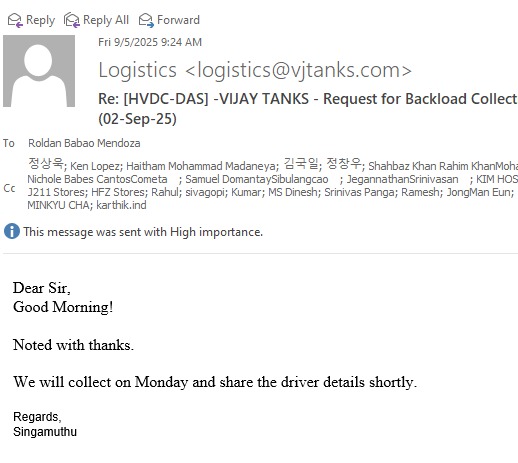 Reply Reply All Forward
Fri 9/5/2025 9:24 AM
Logistics <logistics@vjtanks.com>
Re: [HVDC-DAS] -VIJAY TANKS - Request for Backload Collect
(02-Sep-25)
To Roldan Babao Mendoza
정상욱; Ken Lopez; Haitham Mohammad Madaneya; 김국일; 정창우; Shahbaz Khan Rahim KhanMoha
Nichole Babes CantosCometa ; Samuel DomantaySibulangcao ; JegannathanSrinivasan ; KIM HOS
Cc J211 Stores; HFZ Stores; Rahul; sivagopi; Kumar; MS Dinesh; Srinivas Panga; Ramesh; JongMan Eun;
MINKYU CHA; karthik.ind
This message was sent with High importance.
Dear Sir,
Good Morning!
Noted with thanks.
We will collect on Monday and share the driver details shortly.
Regards,
Singamuthu